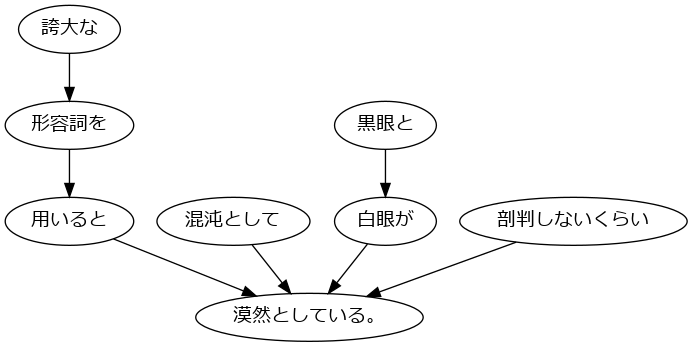 誇大な
形容詞を
黒眼と
用いると
混沌として
白眼が
剖判しないくらい
漠然としている。